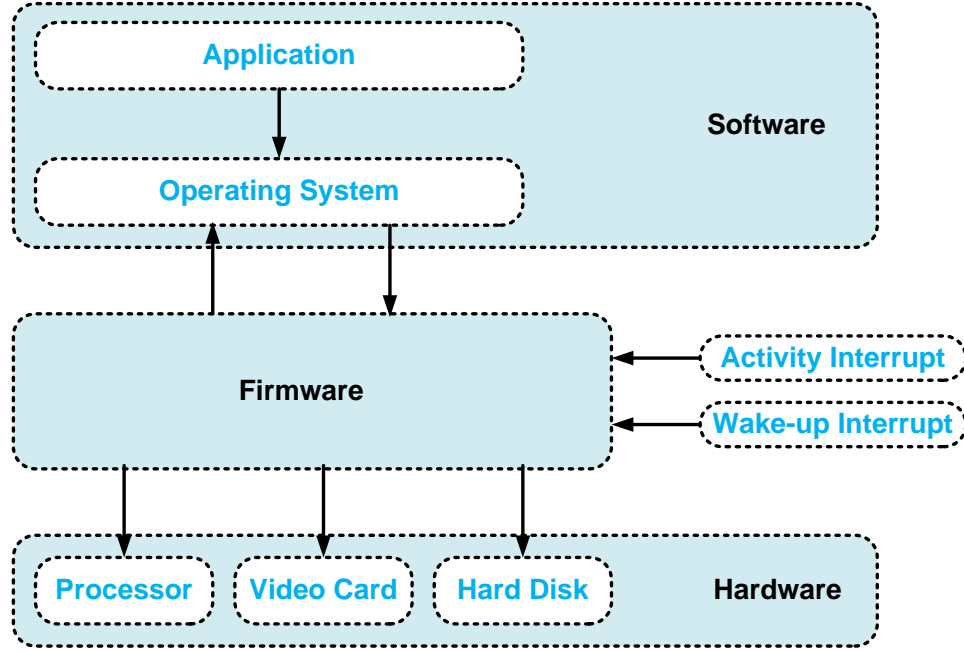 Application
Software
Operating System
Activity Interrupt
Firmware
Wake-up Interrupt
Processor
Video Card
Hard Disk
Hardware